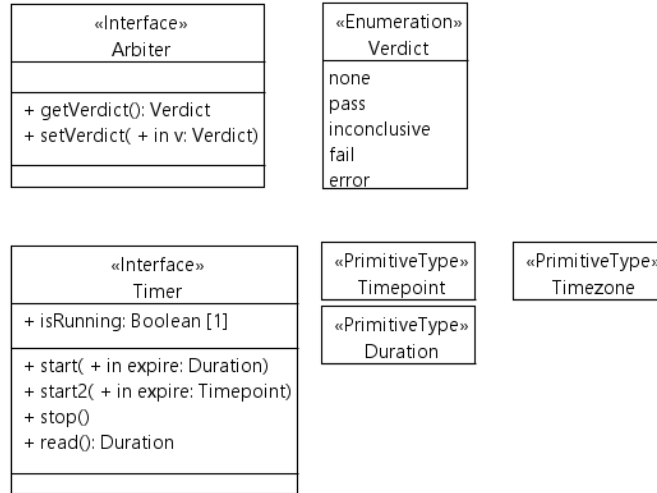 «Interface»
Arbiter
+ getVerdict(): Verdict
+ setVerdict( + in v: Verdict)
«Enumeration»
Verdict
none
pass
inconclusive
fail
error
«Interface»
Timer
+ isRunning: Boolean [1]
+ start( + in expire: Duration)
+ start2( + in expire: Timepoint)
+ stop()
+ read(): Duration
«PrimitiveType»
Timepoint
«PrimitiveType»
Timezone
«PrimitiveType»
Duration